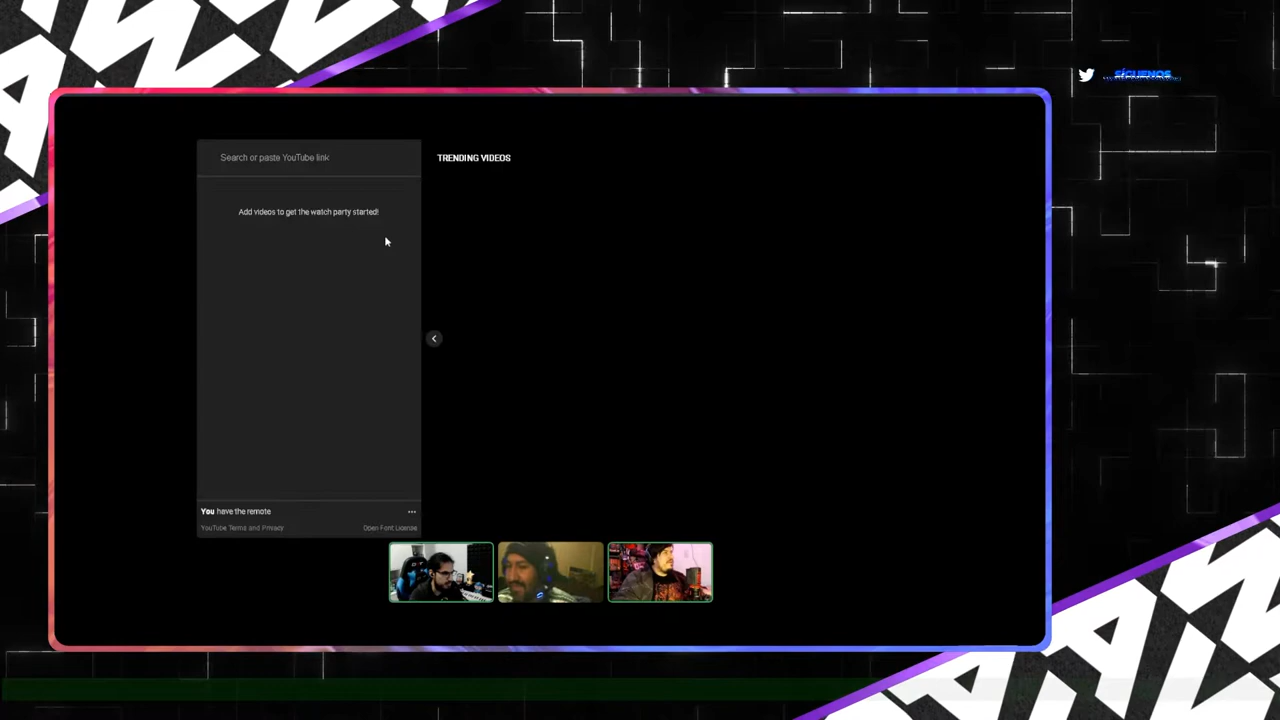 SÍGUENOS
Search or paste YouTube link
TRENDING VIDEOS
Add videos to get the watch party started!
You have the remote
YouTube Terms and Privacy
Open Font License